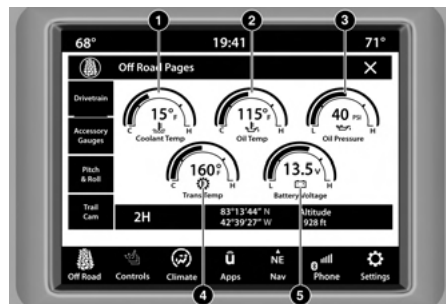 1 2 3
68° 19:41 71°
Off Road Pages X
Drivetrain
Accessory Gauges
Pitch & Roll
Trail Cam
15°F
C H
Coolant Temp
115°F
C H
Oil Temp
40 PSI
L H
Oil Pressure
160°F
C H
Trans Temp
13.5 V
L H
Battery Voltage
2H
83°13'44" N
42°39'27" W
Altitude
928 ft
Off Road Controls Climate Apps Nav Phone Settings
û NE
4 5